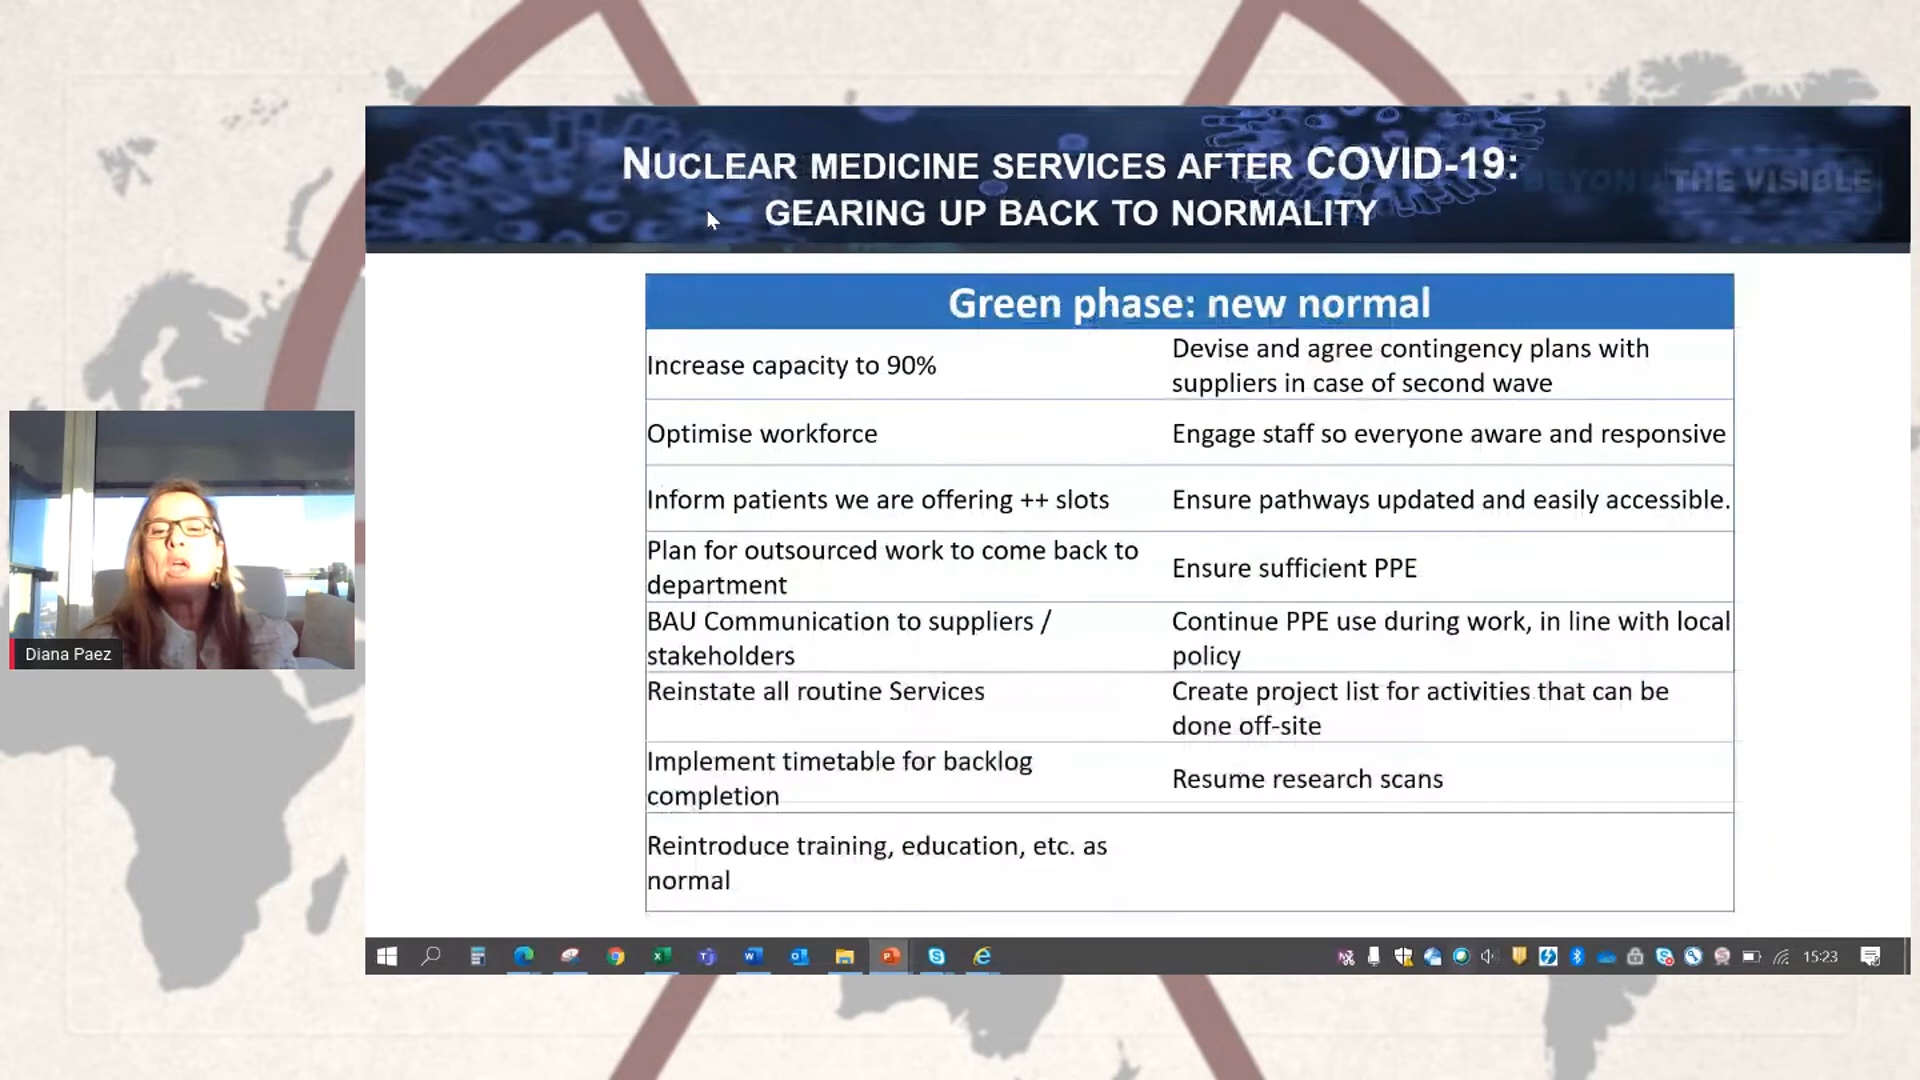 NUCLEAR MEDICINE SERVICES AFTER COVID-19:
GEARING UP BACK TO NORMALITY
BEYOND THE VISIBLE
Green phase: new normal
Increase capacity to 90%
Devise and agree contingency plans with
suppliers in case of second wave
Optimise workforce
Engage staff so everyone aware and responsive
Inform patients we are offering ++ slots
Ensure pathways updated and easily accessible.
Plan for outsourced work to come back to
department
Ensure sufficient PPE
BAU Communication to suppliers /
stakeholders
Continue PPE use during work, in line with local
policy
Reinstate all routine Services
Create project list for activities that can be
done off-site
Implement timetable for backlog
completion
Resume research scans
Reintroduce training, education, etc. as
normal
Diana Paez
15:23